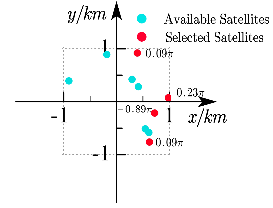 y/km
Available Satellites
Selected Satellites
1
0.09π
0.23π
-0.89π
-1
1
x/km
0.09π
-1